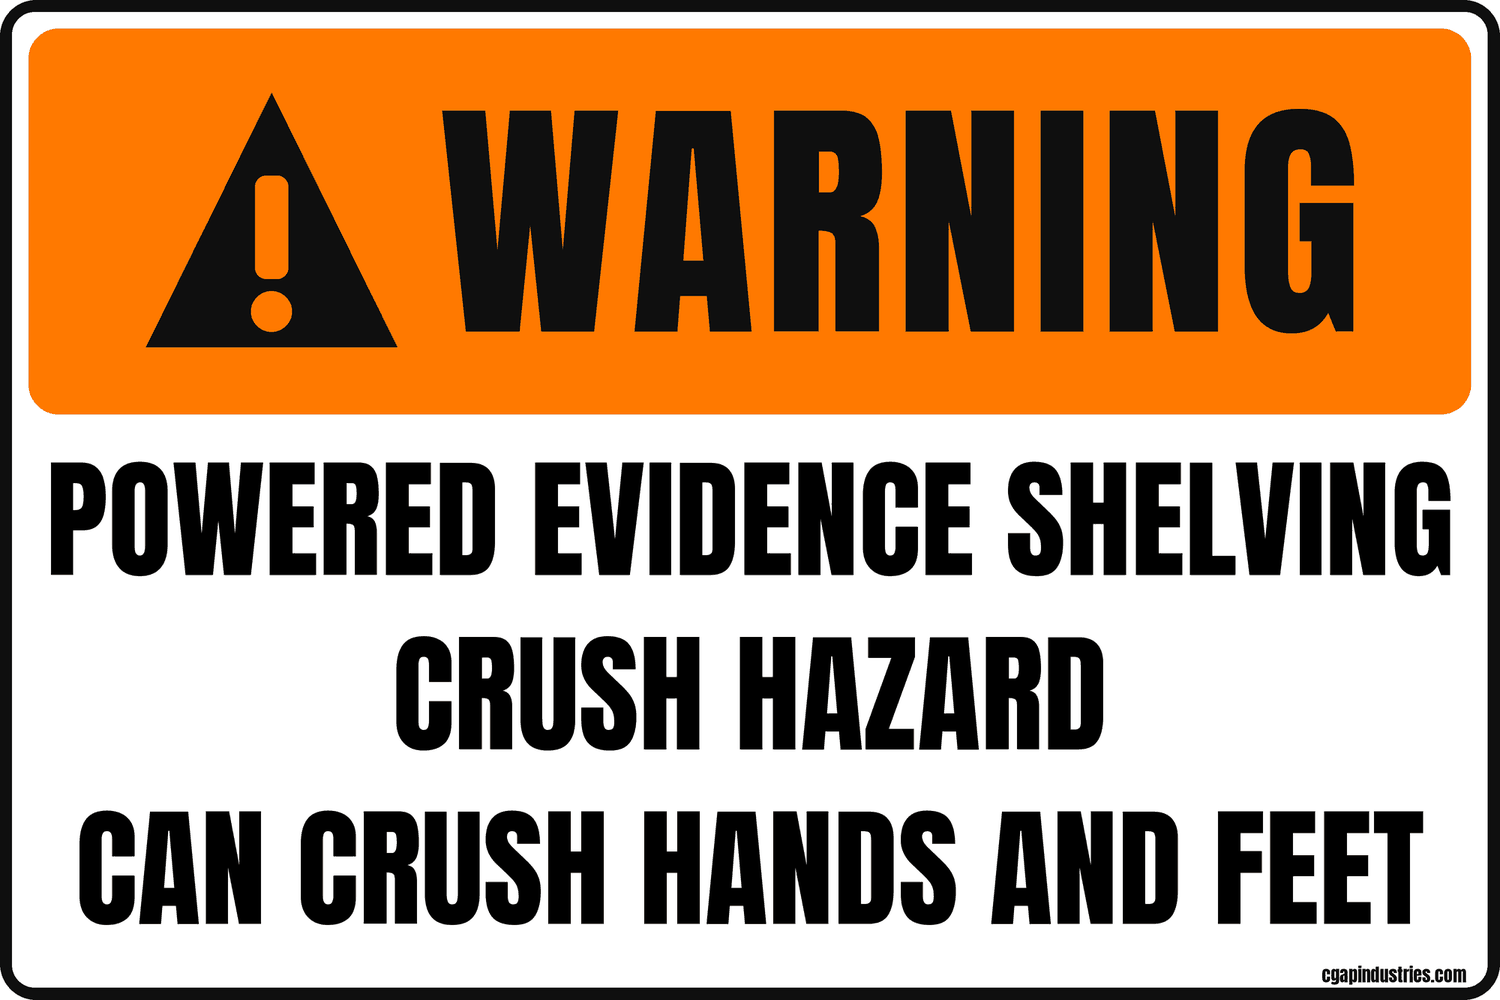 WARNING
POWERED EVIDENCE SHELVING
CRUSH HAZARD
CAN CRUSH HANDS AND FEET
cgapindustries.com